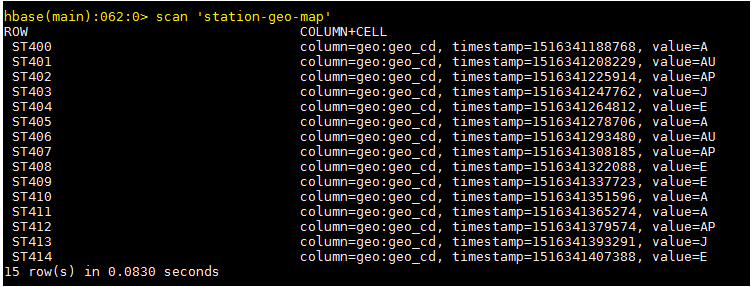 hbase(main):062:0> scan 'station-geo-map'
ROW COLUMN+CELL
ST400 column=geo:geo_cd, timestamp=1516341188768, value=A
ST401 column=geo:geo_cd, timestamp=1516341208229, value=AU
ST402 column=geo:geo_cd, timestamp=1516341225914, value=AP
ST403 column=geo:geo_cd, timestamp=1516341247762, value=J
ST404 column=geo:geo_cd, timestamp=1516341264812, value=E
ST405 column=geo:geo_cd, timestamp=1516341278706, value=A
ST406 column=geo:geo_cd, timestamp=1516341293480, value=AU
ST407 column=geo:geo_cd, timestamp=1516341308185, value=AP
ST408 column=geo:geo_cd, timestamp=1516341322088, value=E
ST409 column=geo:geo_cd, timestamp=1516341337723, value=E
ST410 column=geo:geo_cd, timestamp=1516341351596, value=A
ST411 column=geo:geo_cd, timestamp=1516341365274, value=A
ST412 column=geo:geo_cd, timestamp=1516341379574, value=AP
ST413 column=geo:geo_cd, timestamp=1516341393291, value=J
ST414 column=geo:geo_cd, timestamp=1516341407388, value=E
15 row(s) in 0.0830 seconds